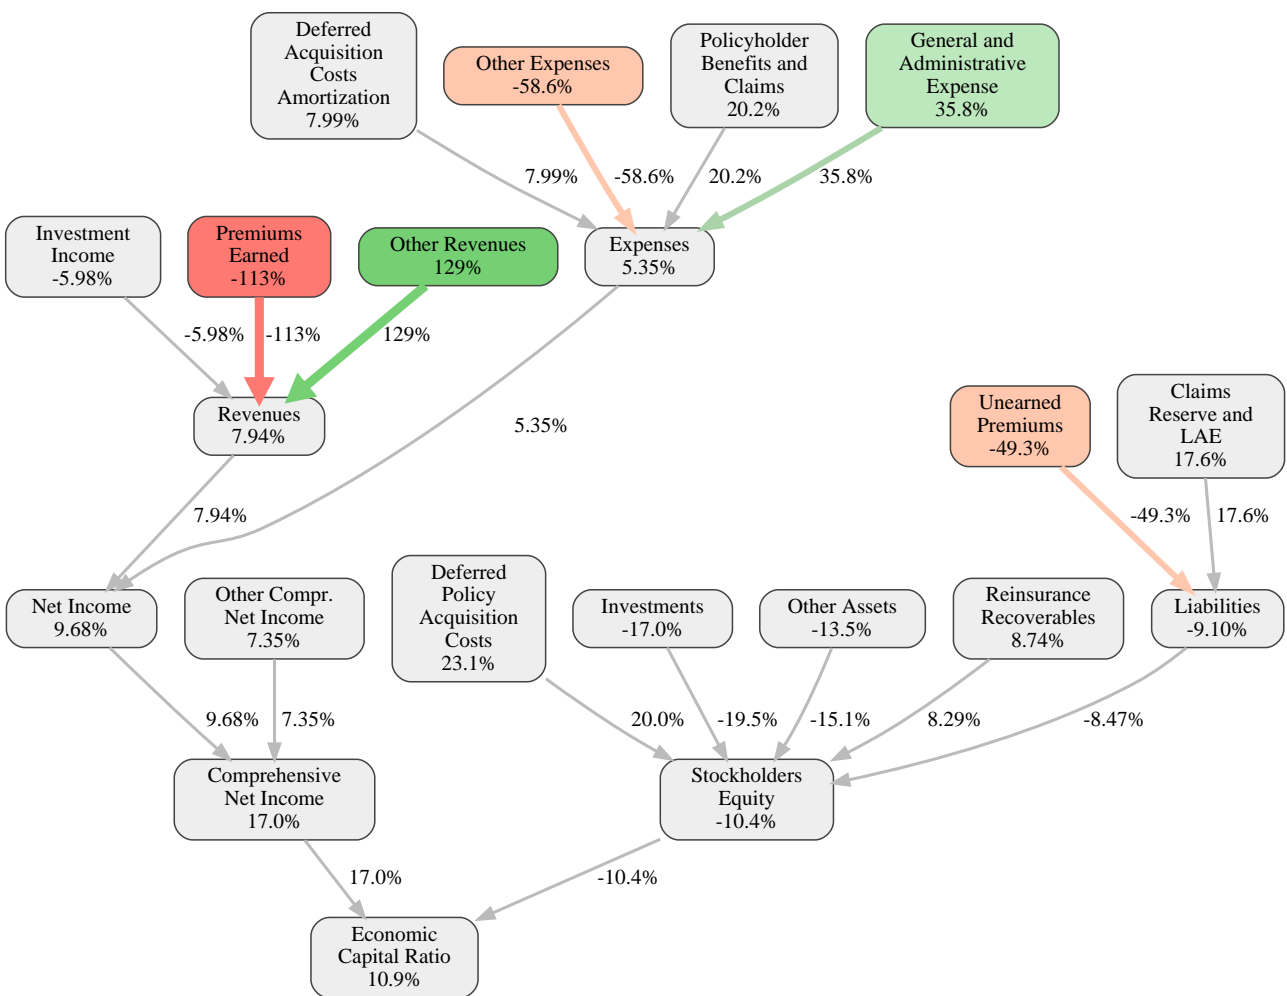 Deferred
Acquisition
Costs
Amortization
7.99%
Other Expenses
-58.6%
Policyholder
Benefits and
Claims
20.2%
General and
Administrative
Expense
35.8%
7.99%
-58.6%
20.2%
35.8%
Investment
Income
-5.98%
Premiums
Earned
-113%
Other Revenues
129%
Expenses
5.35%
-5.98%
-113%
129%
Revenues
7.94%
5.35%
Unearned
Premiums
-49.3%
Claims
Reserve and
LAE
17.6%
7.94%
-49.3%
17.6%
Net Income
9.68%
Other Compr.
Net Income
7.35%
Deferred
Policy
Acquisition
Costs
23.1%
Investments
-17.0%
Other Assets
-13.5%
Reinsurance
Recoverables
8.74%
Liabilities
-9.10%
9.68%
7.35%
20.0%
-19.5%
-15.1%
8.29%
-8.47%
Comprehensive
Net Income
17.0%
Stockholders
Equity
-10.4%
17.0%
-10.4%
Economic
Capital Ratio
10.9%